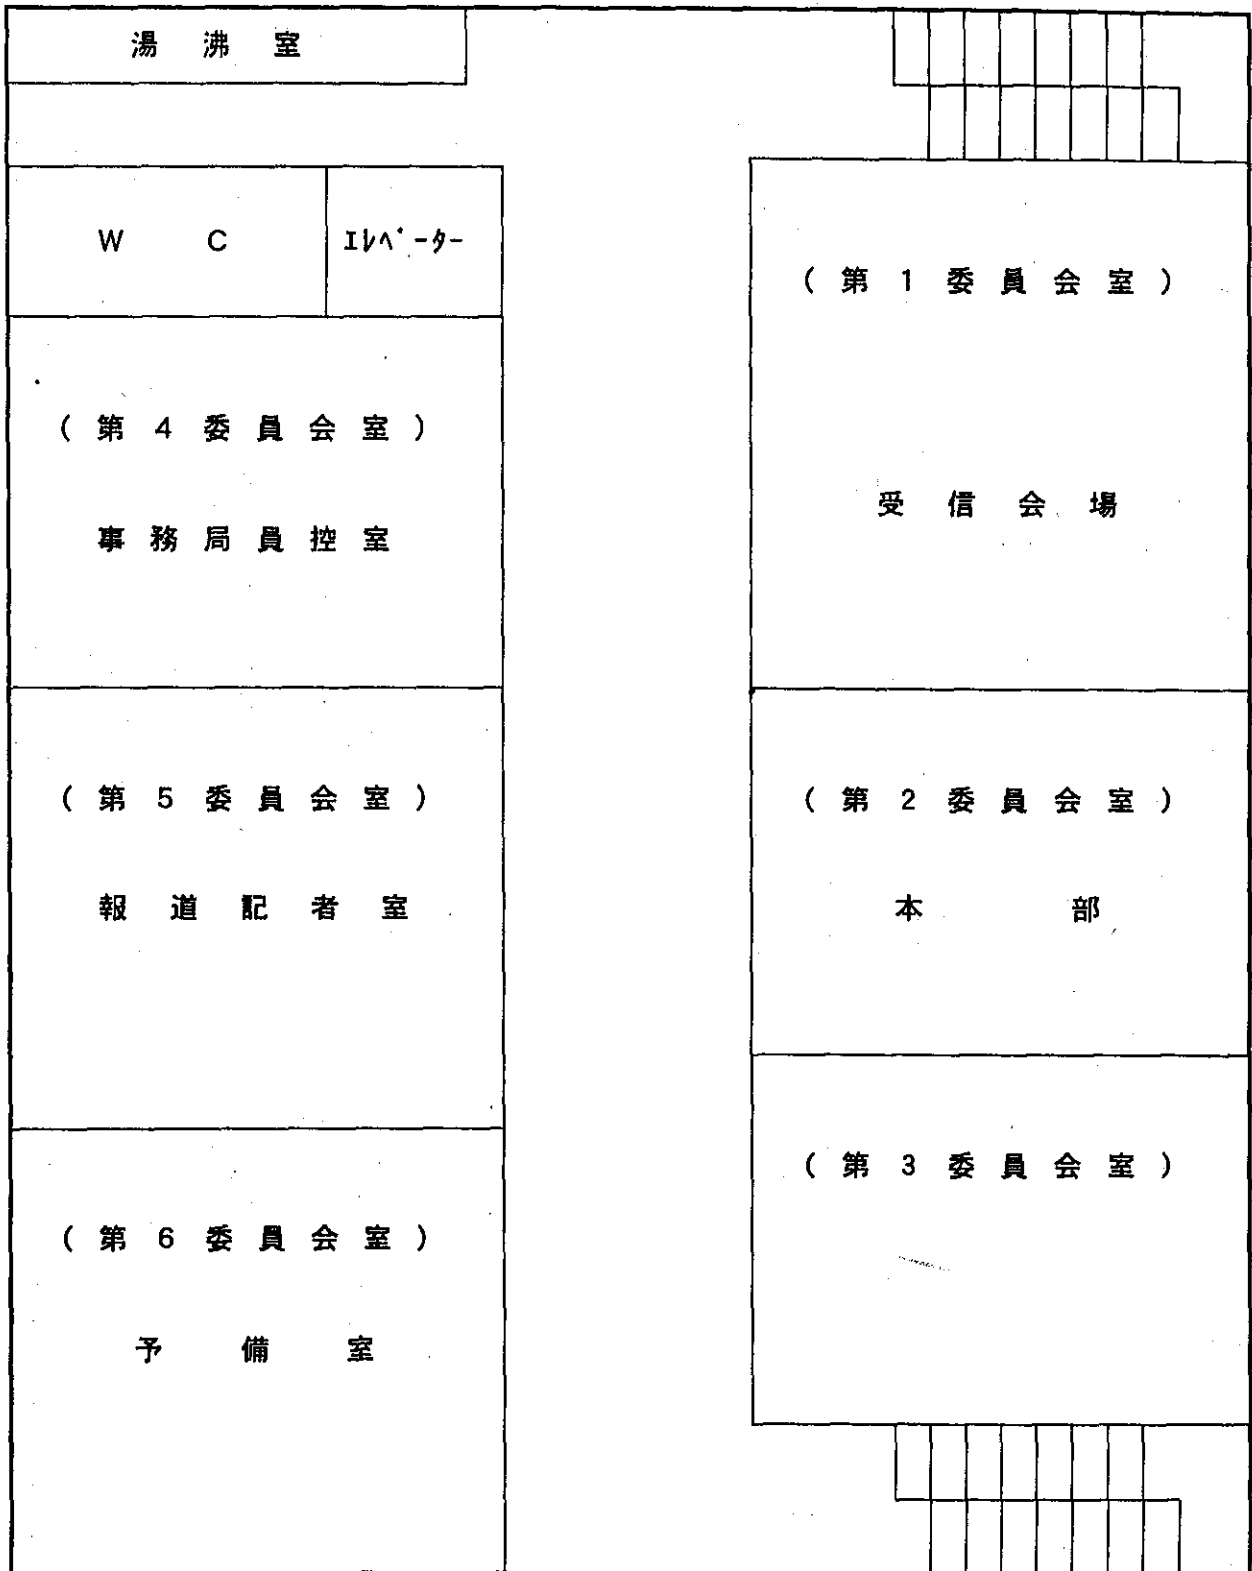 湯沸室
WC
エレベーター
(第4委員会室)
事務局員控室
(第5委員会室)
報道記者室
(第6委員会室)
予備室
(第1委員会室)
受信会場
(第2委員会室)
本部
(第3委員会室)